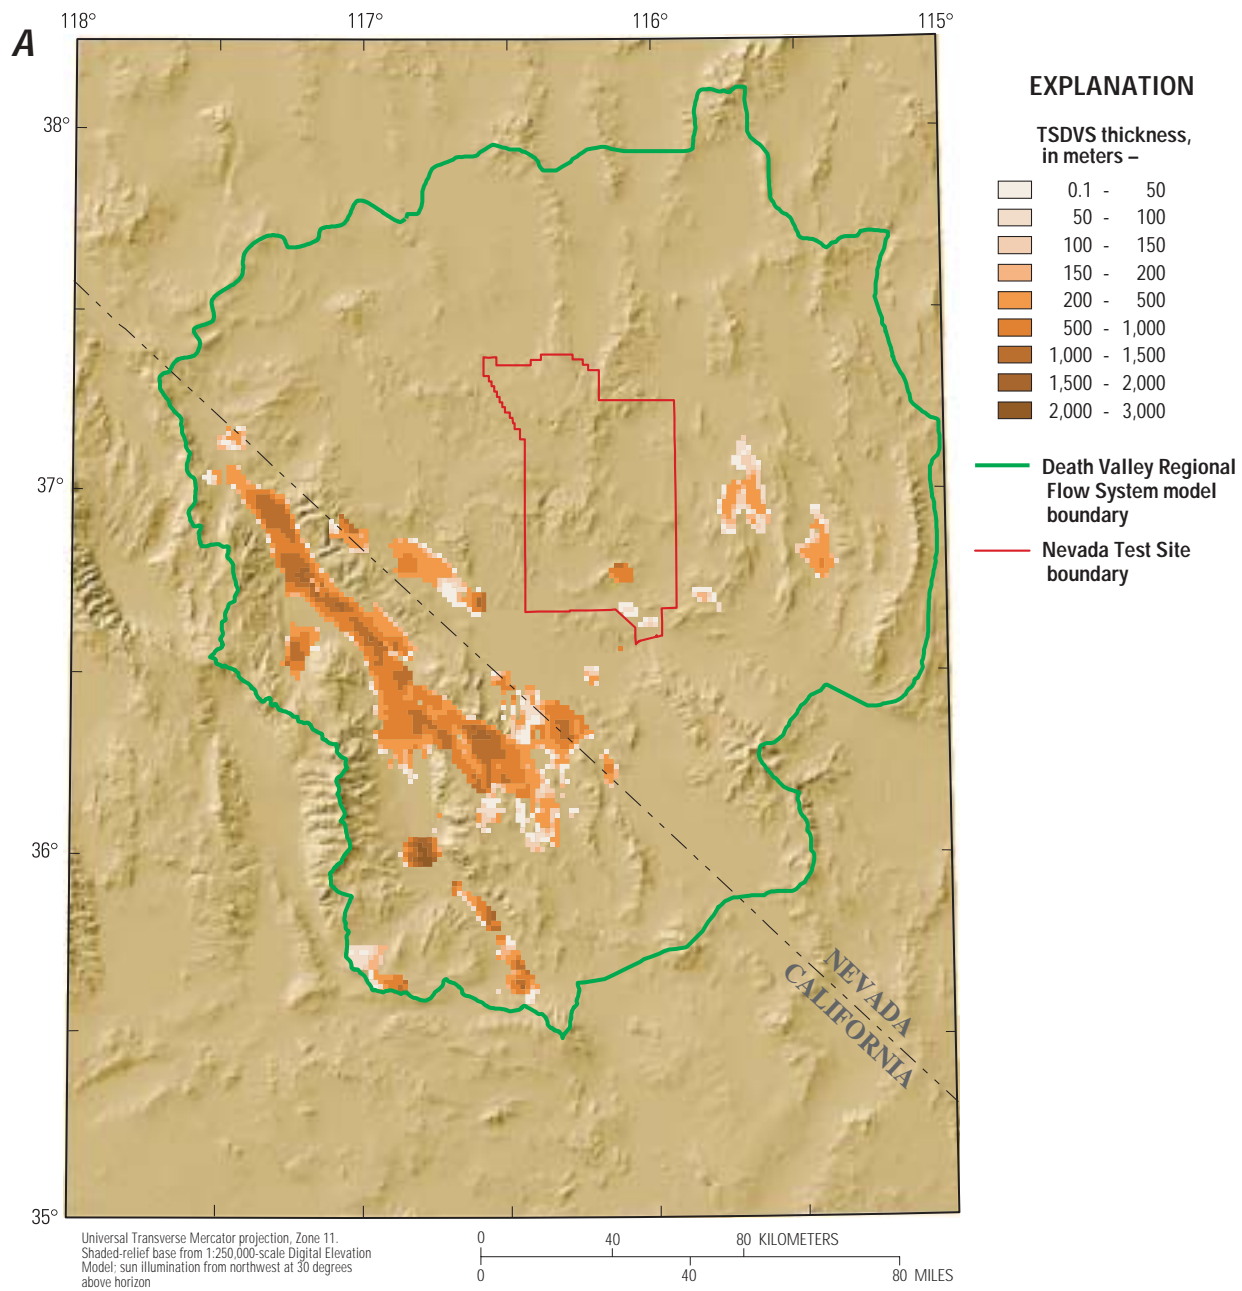 A
118°
117°
116°
115°
38°
37°
36°
35°
NEVADA
CALIFORNIA
EXPLANATION
TSDVS thickness,
in meters –
0.1 - 50
50 - 100
100 - 150
150 - 200
200 - 500
500 - 1,000
1,000 - 1,500
1,500 - 2,000
2,000 - 3,000
Death Valley Regional
Flow System model
boundary
Nevada Test Site
boundary
Universal Transverse Mercator projection, Zone 11.
Shaded-relief base from 1:250,000-scale Digital Elevation
Model; sun illumination from northwest at 30 degrees
above horizon
0 40 80 KILOMETERS
0 40 80 MILES